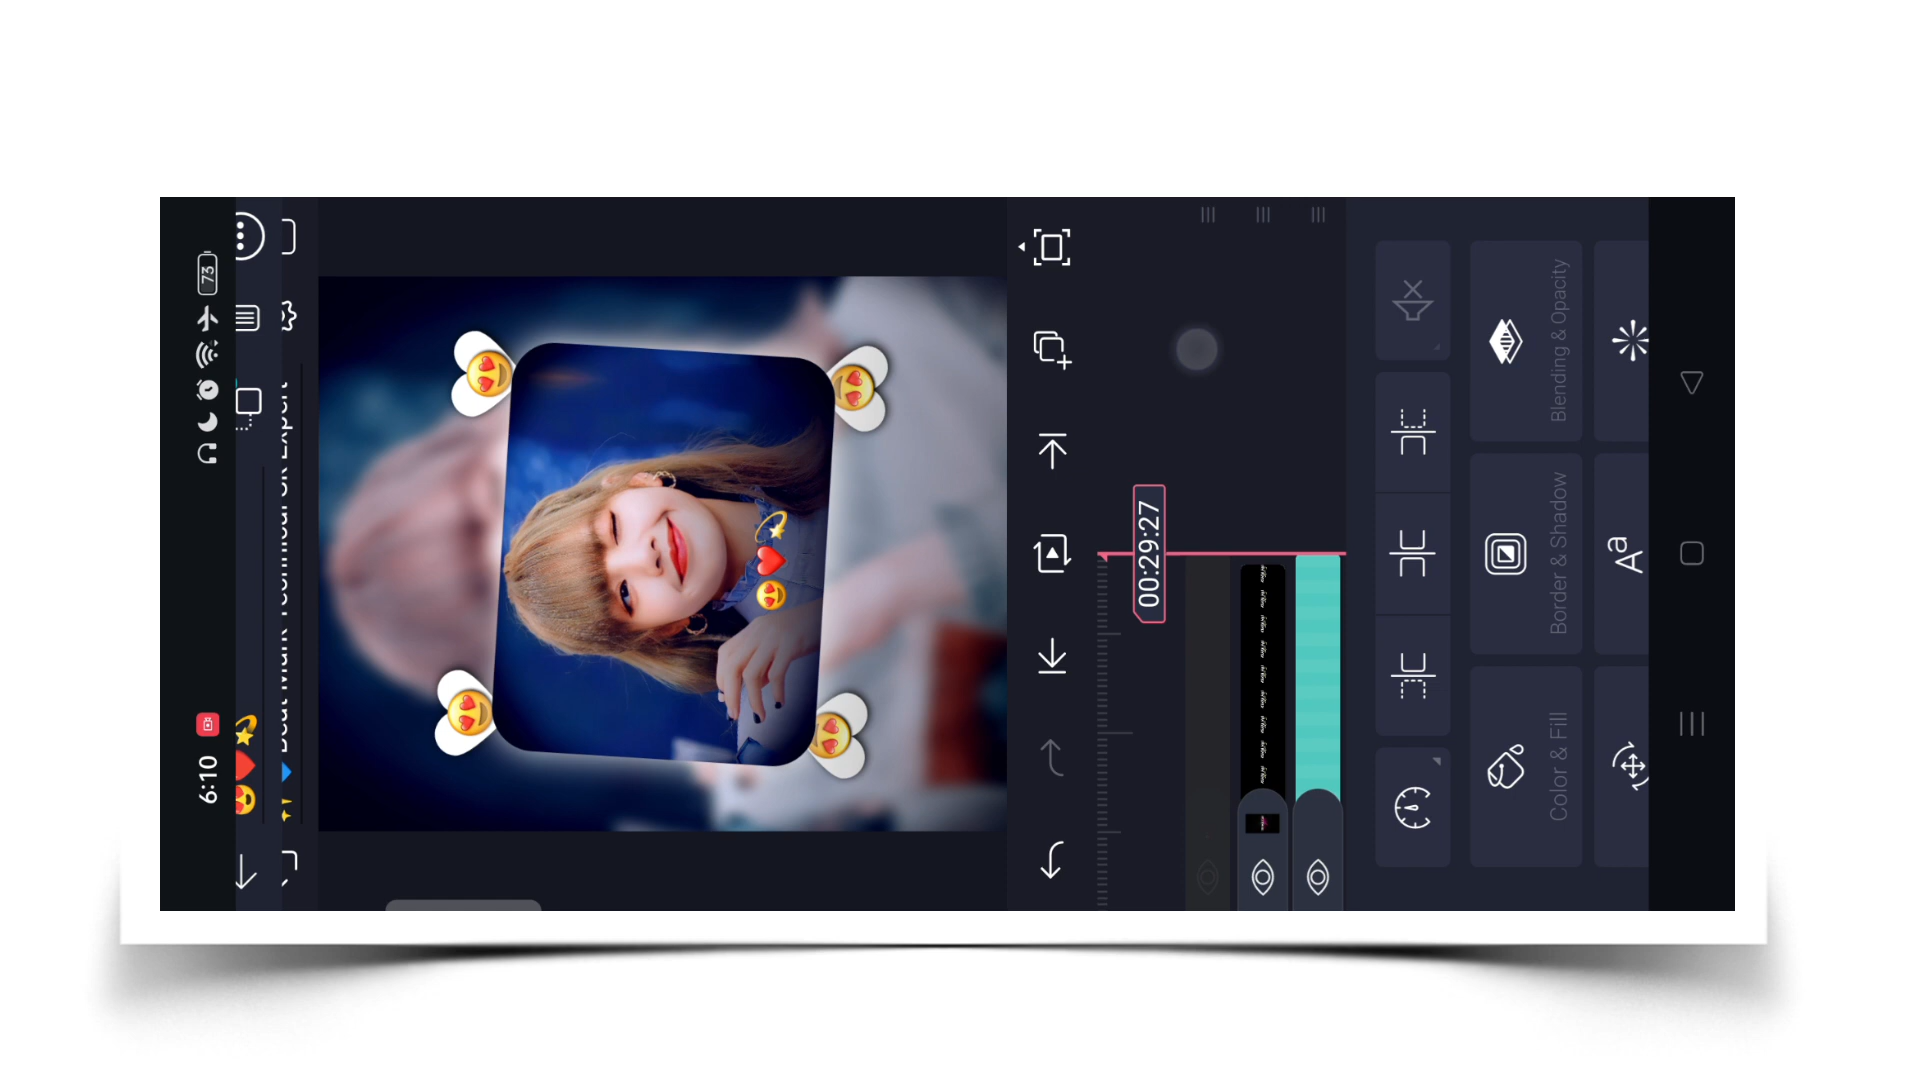 6:10
73
00:29:27
Color & Fill
Border & Shadow
Blending & Opacity
Aa